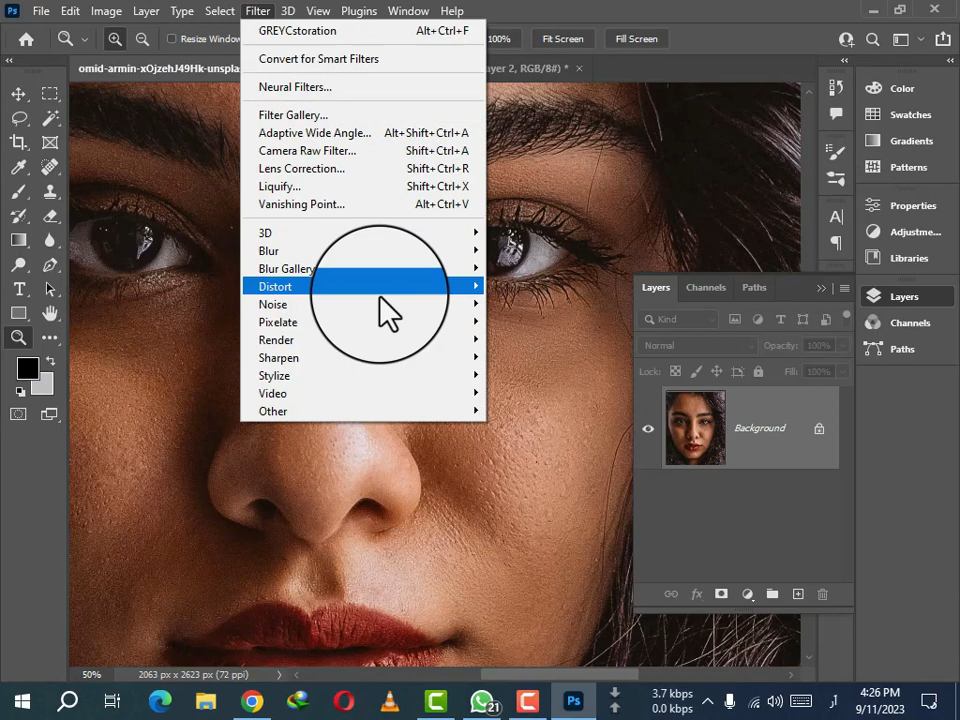 Ps File Edit Image Layer Type Select Filter 3D View Plugins Window Help
Resize Window
100% Fit Screen Fill Screen
omid-armin-xOjzehJ49Hk-unspla
yer 2, RGB/8#) * ×
GREYCstoration Alt+Ctrl+F
Convert for Smart Filters
Neural Filters...
Filter Gallery...
Adaptive Wide Angle... Alt+Shift+Ctrl+A
Camera Raw Filter... Shift+Ctrl+A
Lens Correction... Shift+Ctrl+R
Liquify... Shift+Ctrl+X
Vanishing Point... Alt+Ctrl+V
3D
Blur
Blur Gallery
Distort
Noise
Pixelate
Render
Sharpen
Stylize
Video
Other
Color
Swatches
Gradients
Patterns
Properties
Adjustme...
Libraries
Layers
Channels
Paths
Layers Channels Paths
Kind
Normal Opacity: 100%
Lock: Fill: 100%
Background
fx
50% 2063 px x 2623 px (72 ppi)
21
Ps
3.7 kbps
0.0 kbps
4:26 PM
9/11/2023